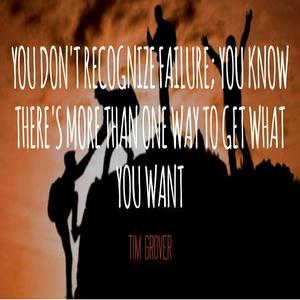 YOU DON'T RECOGNIZE FAILURE; YOU KNOW
THERE'S MORE THAN ONE WAY TO GET WHAT
YOU WANT
TIM GROVER